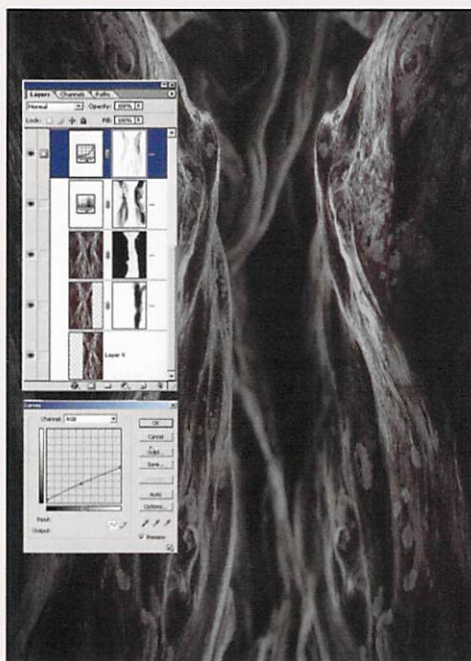 Layers Channels Paths
Normal Opacity: 100%
Lock: Fill: 100%
Layer 0
Curves
Channel: RGB
OK
Cancel
Load...
Save...
Auto
Options...
Input:
Output:
Preview